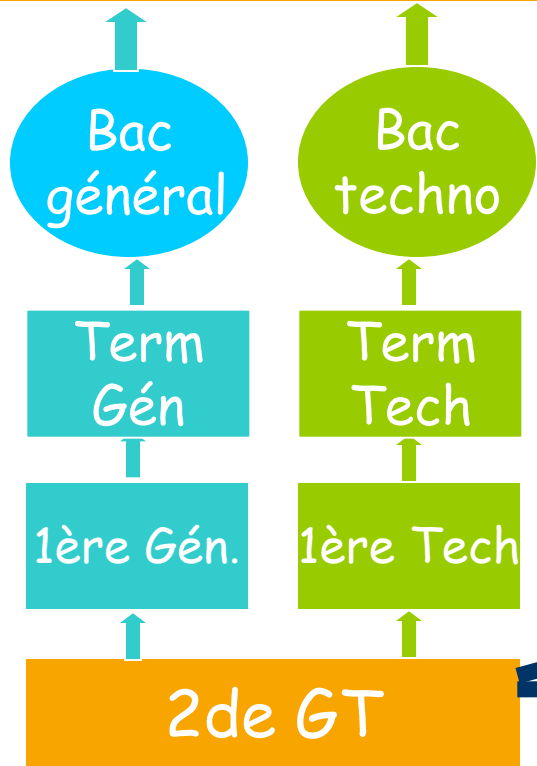 Bac
général
Bac
techno
Term
Gén
Term
Tech
1ère Gén.
1ère Tech
2de GT